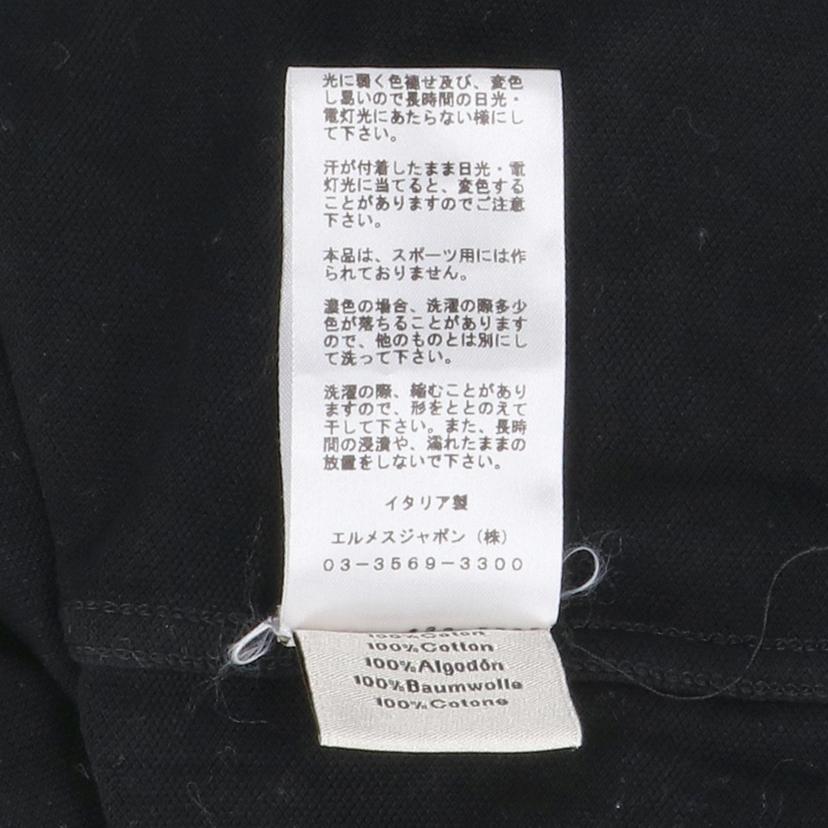 光に弱く色褪せ及び、変色
し易いので長時間の日光・
電灯光にあたらない様にし
て下さい。
汗が付着したまま日光・電
灯光に当てると、変色する
ことがありますのでご注意
下さい。
本品は、スポーツ用には作
られておりません。
濃色の場合、洗濯の際多少
色が落ちることがあります
ので、他のものとは別にし
て洗って下さい。
洗濯の際、縮むことがあり
ますので、形をととのえて
干して下さい。また、長時
間の浸漬や、濡れたままの
放置をしないで下さい。
イタリア製
エルメスジャポン（株）
03-3569-3300
100%Coton
100%Cotton
100%Algodón
100%Baumwolle
100%Cotone